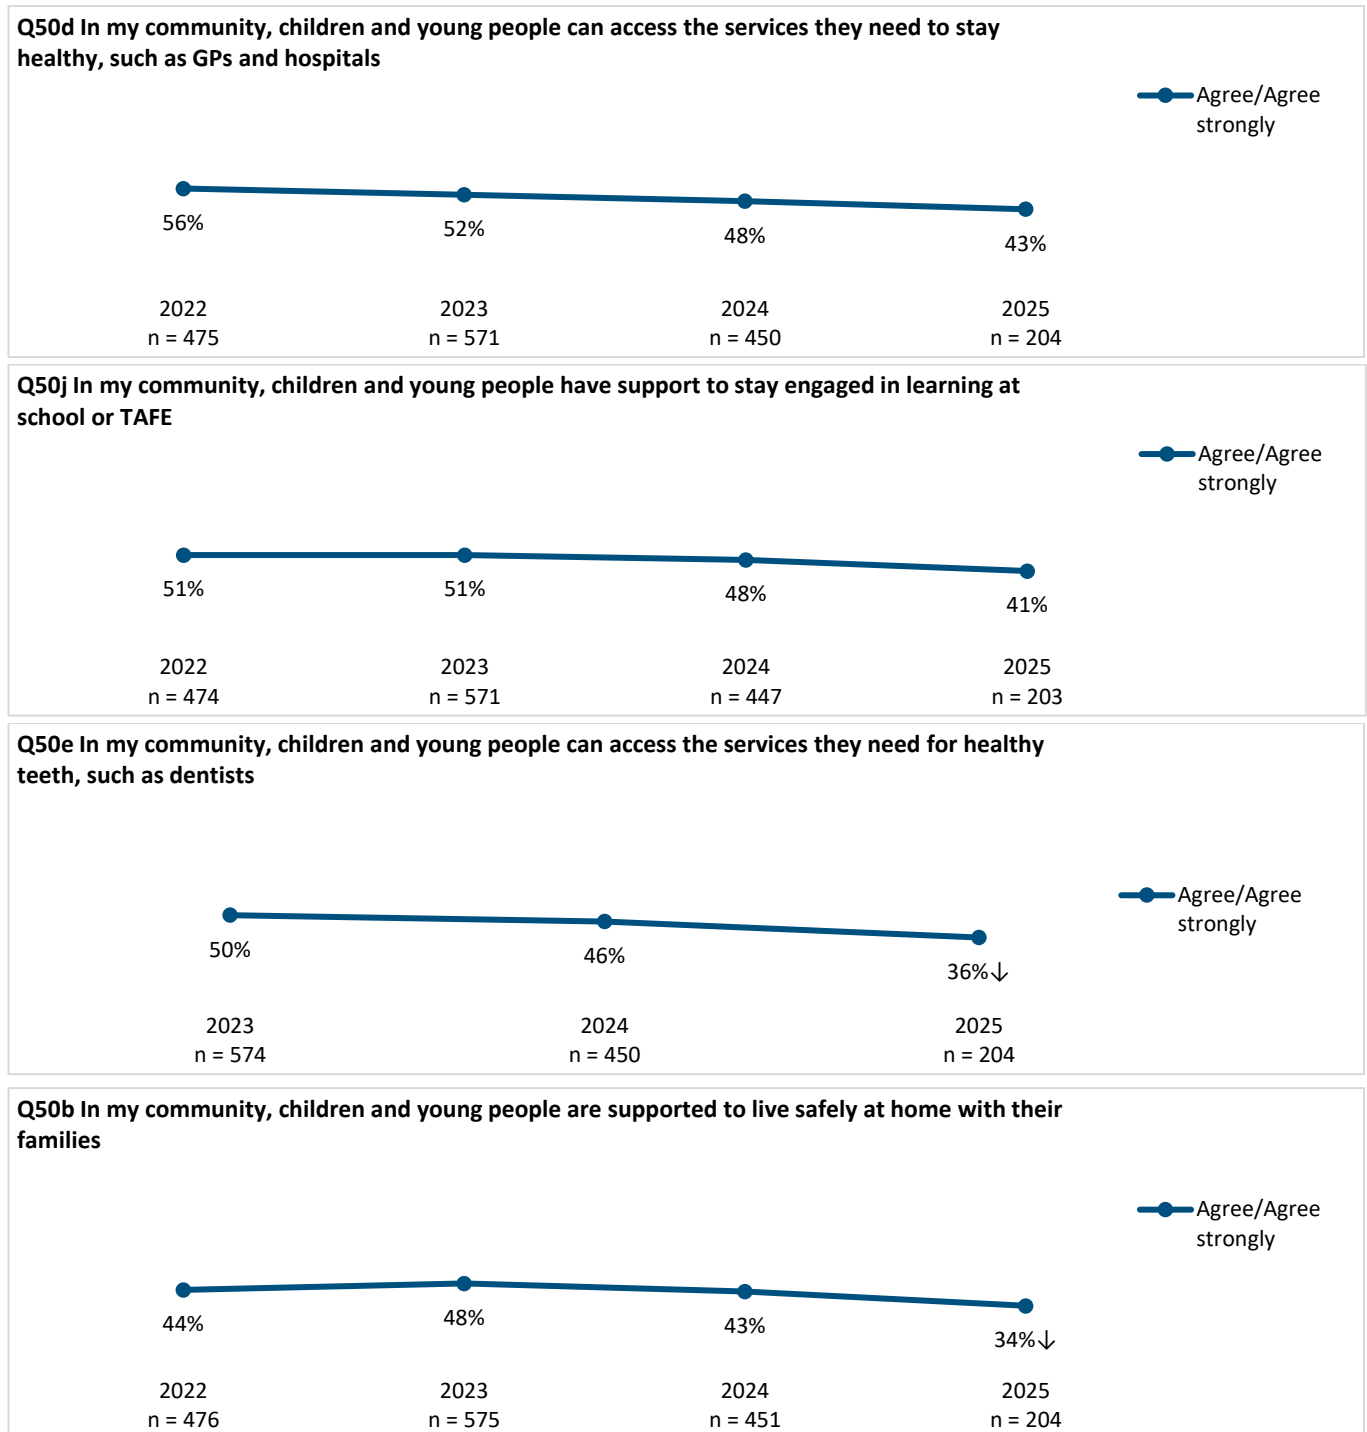 Q50d In my community, children and young people can access the services they need to stay
healthy, such as GPs and hospitals
Agree/Agree
strongly
56%
52%
48%
43%
2022
2023
2024
2025
n = 475
n = 571
n = 450
n = 204
Q50j In my community, children and young people have support to stay engaged in learning at
school or TAFE
Agree/Agree
strongly
51%
51%
48%
41%
2022
2023
2024
2025
n = 474
n = 571
n = 447
n = 203
Q50e In my community, children and young people can access the services they need for healthy
teeth, such as dentists
Agree/Agree
strongly
50%
46%
36%↓
2023
2024
2025
n = 574
n = 450
n = 204
Q50b In my community, children and young people are supported to live safely at home with their
families
Agree/Agree
strongly
44%
48%
43%
34%↓
2022
2023
2024
2025
n = 476
n = 575
n = 451
n = 204